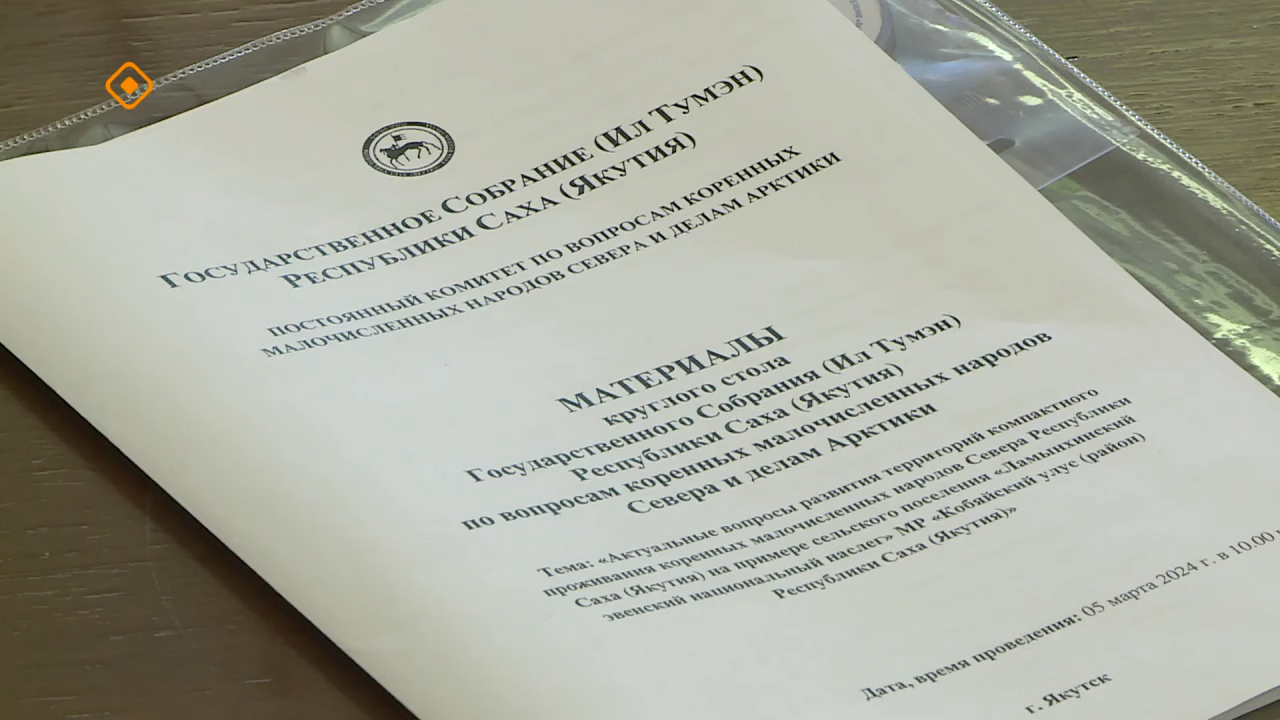 Государственное Собрание (Ил Тумэн)
Республики Саха (Якутия)
ПОСТОЯННЫЙ КОМИТЕТ ПО ВОПРОСАМ КОРЕННЫХ
МАЛОЧИСЛЕННЫХ НАРОДОВ СЕВЕРА И ДЕЛАМ АРКТИКИ
МАТЕРИАЛЫ
круглого стола
Государственного Собрания (Ил Тумэн)
Республики Саха (Якутия)
по вопросам коренных малочисленных народов
Севера и делам Арктики
Тема: «Актуальные вопросы развития территорий компактного
проживания коренных малочисленных народов Севера Республики
Саха (Якутия) на примере сельского поселения «Ламынхинский
эвенский национальный наслег» МР «Кобяйский улус (район)
Республики Саха (Якутия)»
Дата, время проведения: 05 марта 2024 г. в 10.00
г. Якутск